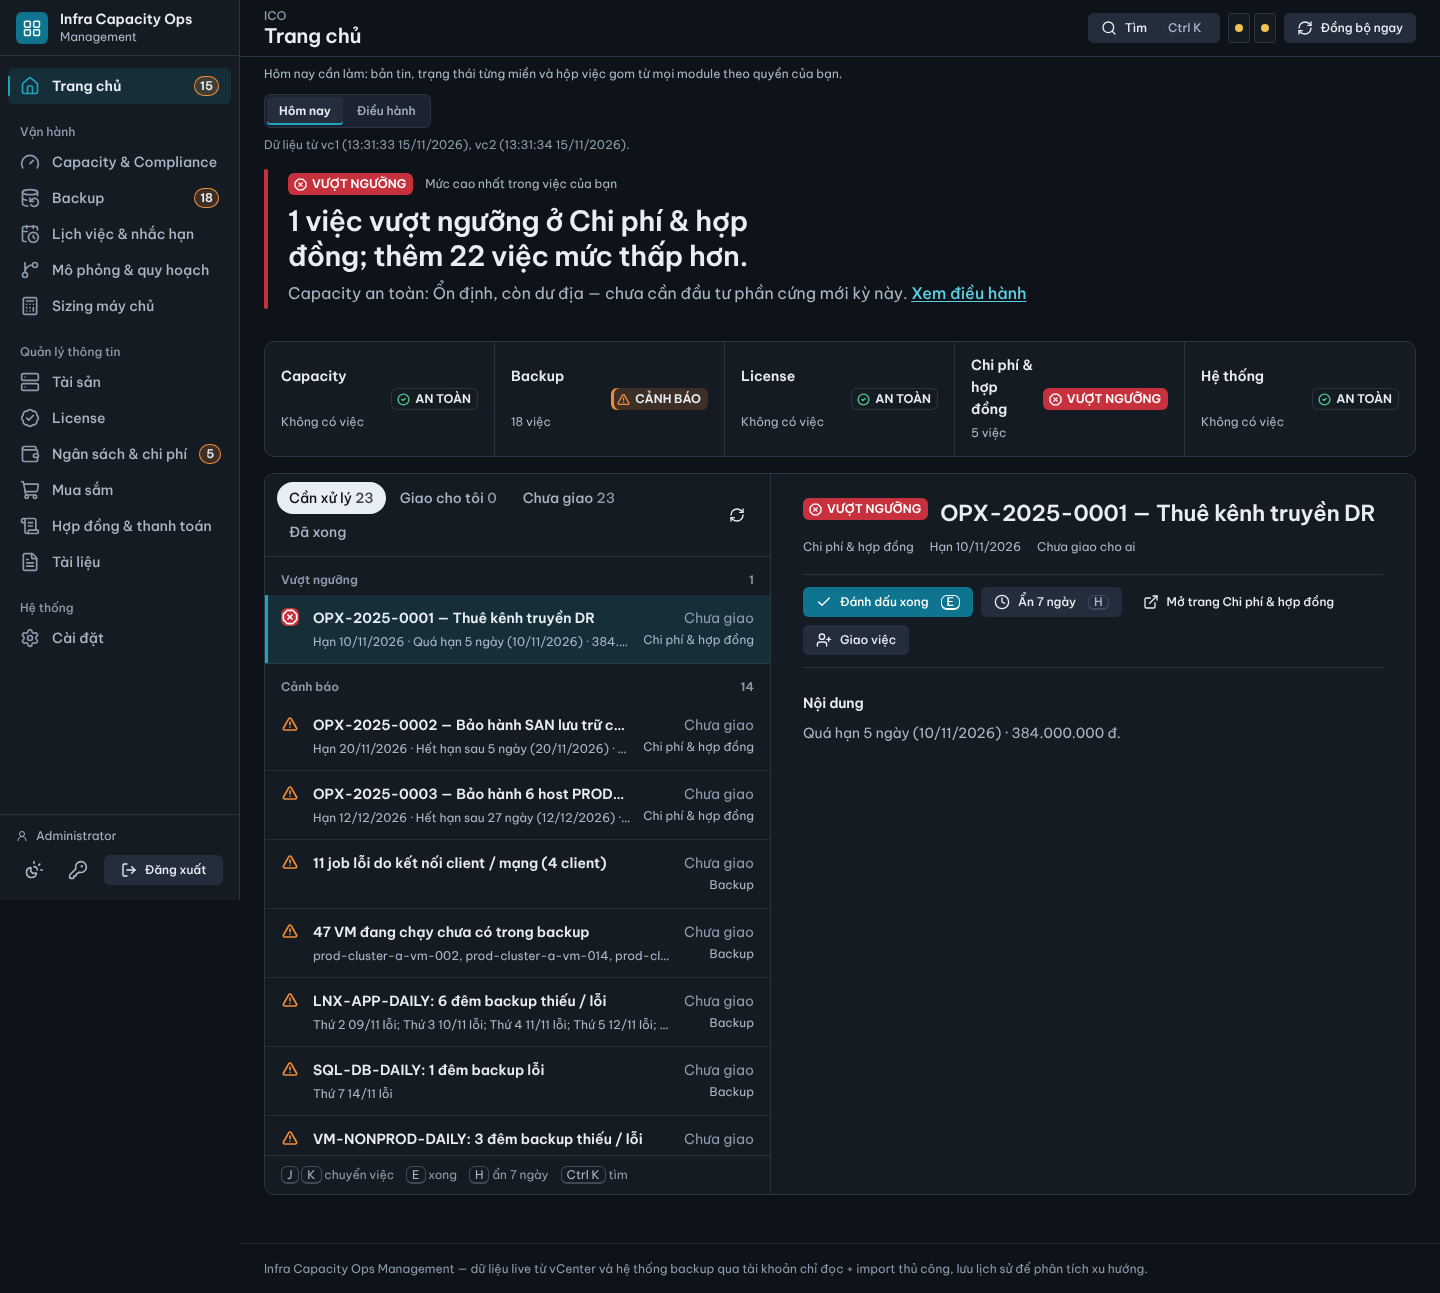 Infra Capacity Ops
Management
Trang chủ 15
Vận hành
Capacity & Compliance
Backup 18
Lịch việc & nhắc hạn
Mô phỏng & quy hoạch
Sizing máy chủ
Quản lý thông tin
Tài sản
License
Ngân sách & chi phí 5
Mua sắm
Hợp đồng & thanh toán
Tài liệu
Hệ thống
Cài đặt
Administrator
Đăng xuất
ICO
Trang chủ
Tìm Ctrl K
Đồng bộ ngay
Hôm nay cần làm: bản tin, trạng thái từng miền và hộp việc gom từ mọi module theo quyền của bạn.
Hôm nay Điều hành
Dữ liệu từ vc1 (13:31:33 15/11/2026), vc2 (13:31:34 15/11/2026).
VƯỢT NGƯỠNG Mức cao nhất trong việc của bạn
1 việc vượt ngưỡng ở Chi phí & hợp
đồng; thêm 22 việc mức thấp hơn.
Capacity an toàn: Ổn định, còn dư địa — chưa cần đầu tư phần cứng mới kỳ này. Xem điều hành
Capacity
AN TOÀN
Không có việc
Backup
CẢNH BÁO
18 việc
License
AN TOÀN
Không có việc
Chi phí &
hợp
đồng
VƯỢT NGƯỠNG
5 việc
Hệ thống
AN TOÀN
Không có việc
Cần xử lý 23 Giao cho tôi 0 Chưa giao 23
Đã xong
Vượt ngưỡng 1
OPX-2025-0001 — Thuê kênh truyền DR Chưa giao
Hạn 10/11/2026 · Quá hạn 5 ngày (10/11/2026) · 384.... Chi phí & hợp đồng
Cảnh báo 14
OPX-2025-0002 — Bảo hành SAN lưu trữ c... Chưa giao
Hạn 20/11/2026 · Hết hạn sau 5 ngày (20/11/2026) · ... Chi phí & hợp đồng
OPX-2025-0003 — Bảo hành 6 host PROD... Chưa giao
Hạn 12/12/2026 · Hết hạn sau 27 ngày (12/12/2026) ·... Chi phí & hợp đồng
11 job lỗi do kết nối client / mạng (4 client) Chưa giao
Backup
47 VM đang chạy chưa có trong backup Chưa giao
prod-cluster-a-vm-002, prod-cluster-a-vm-014, prod-cl... Backup
LNX-APP-DAILY: 6 đêm backup thiếu / lỗi Chưa giao
Thứ 2 09/11 lỗi; Thứ 3 10/11 lỗi; Thứ 4 11/11 lỗi; Thứ 5 12/11 lỗi; ... Backup
SQL-DB-DAILY: 1 đêm backup lỗi Chưa giao
Thứ 7 14/11 lỗi Backup
VM-NONPROD-DAILY: 3 đêm backup thiếu / lỗi Chưa giao
J K chuyển việc E xong H ẩn 7 ngày Ctrl K tìm
VƯỢT NGƯỠNG OPX-2025-0001 — Thuê kênh truyền DR
Chi phí & hợp đồng Hạn 10/11/2026 Chưa giao cho ai
Đánh dấu xong E Ẩn 7 ngày H Mở trang Chi phí & hợp đồng
Giao việc
Nội dung
Quá hạn 5 ngày (10/11/2026) · 384.000.000 đ.
Infra Capacity Ops Management — dữ liệu live từ vCenter và hệ thống backup qua tài khoản chỉ đọc + import thủ công, lưu lịch sử để phân tích xu hướng.